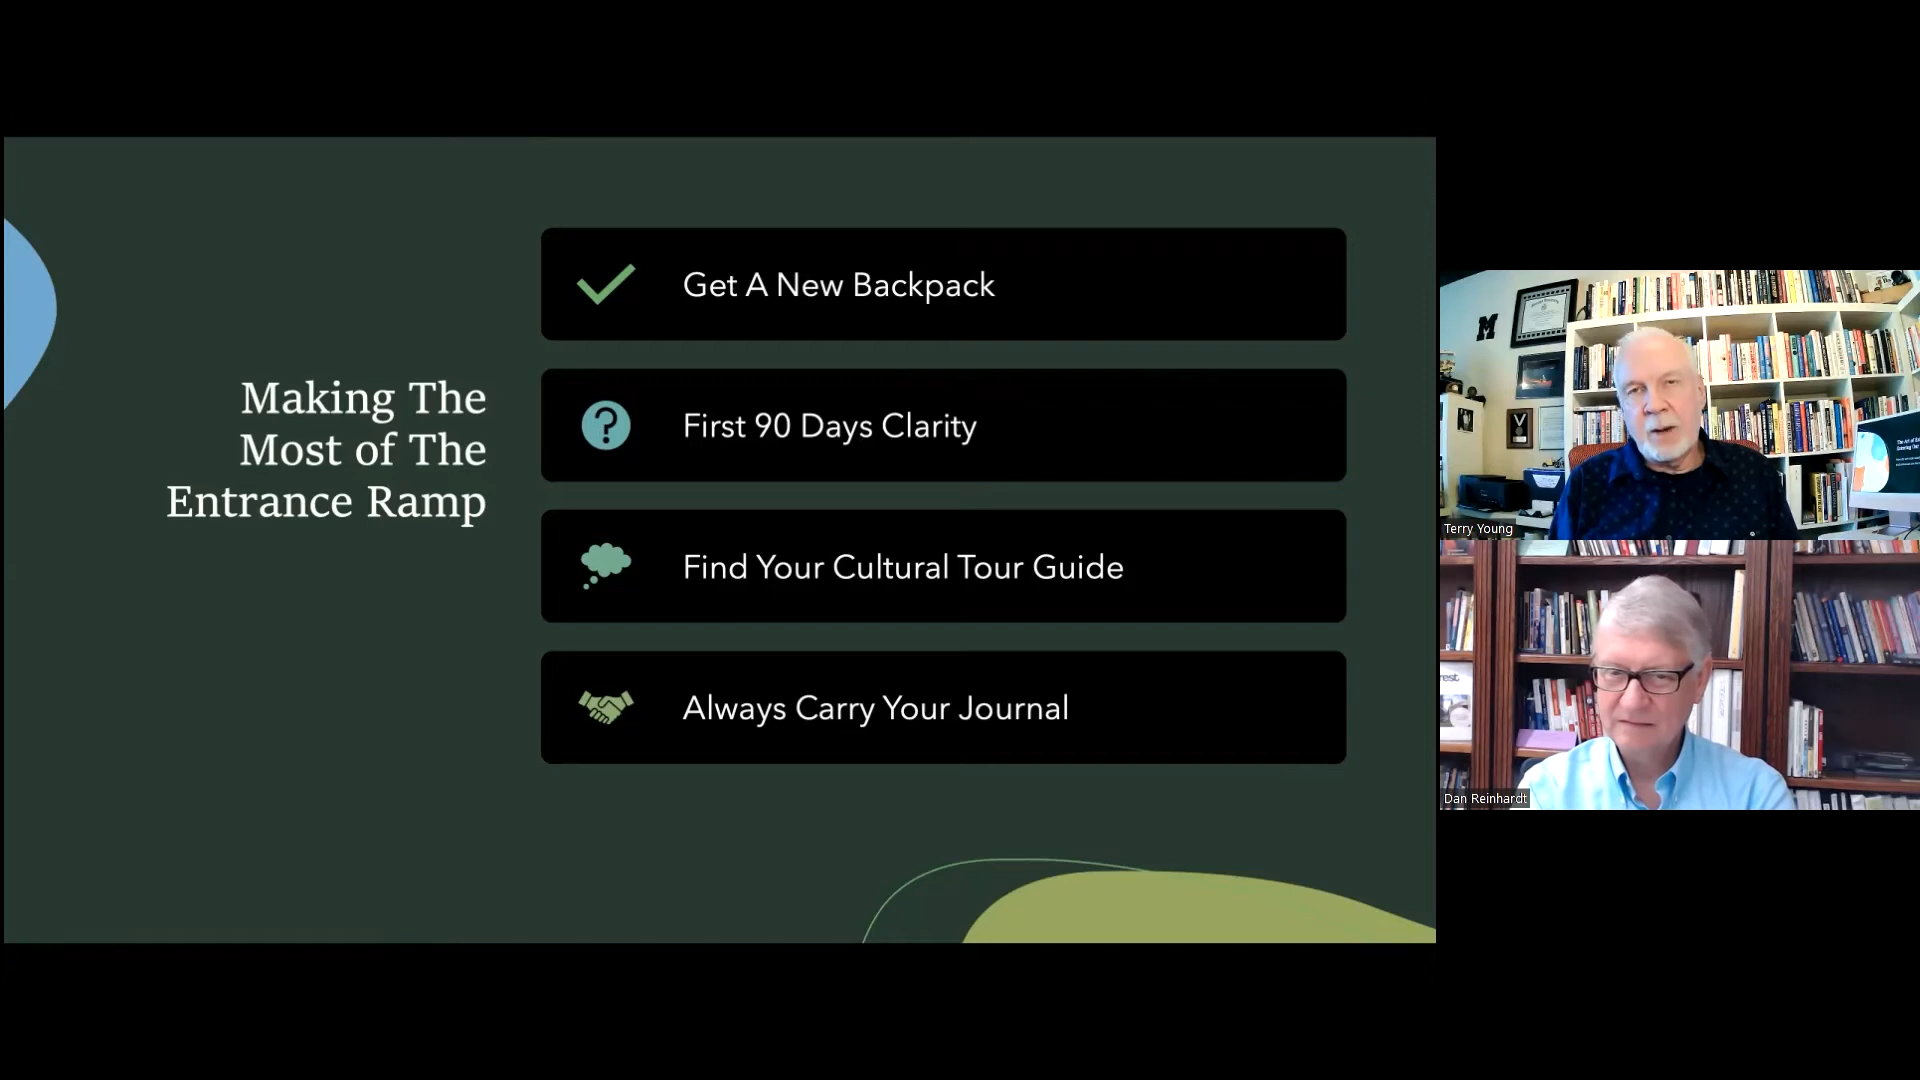 Making The
Most of The
Entrance Ramp
Get A New Backpack
First 90 Days Clarity
Find Your Cultural Tour Guide
Always Carry Your Journal
M
Terry Young
rest
Dan Reinhardt